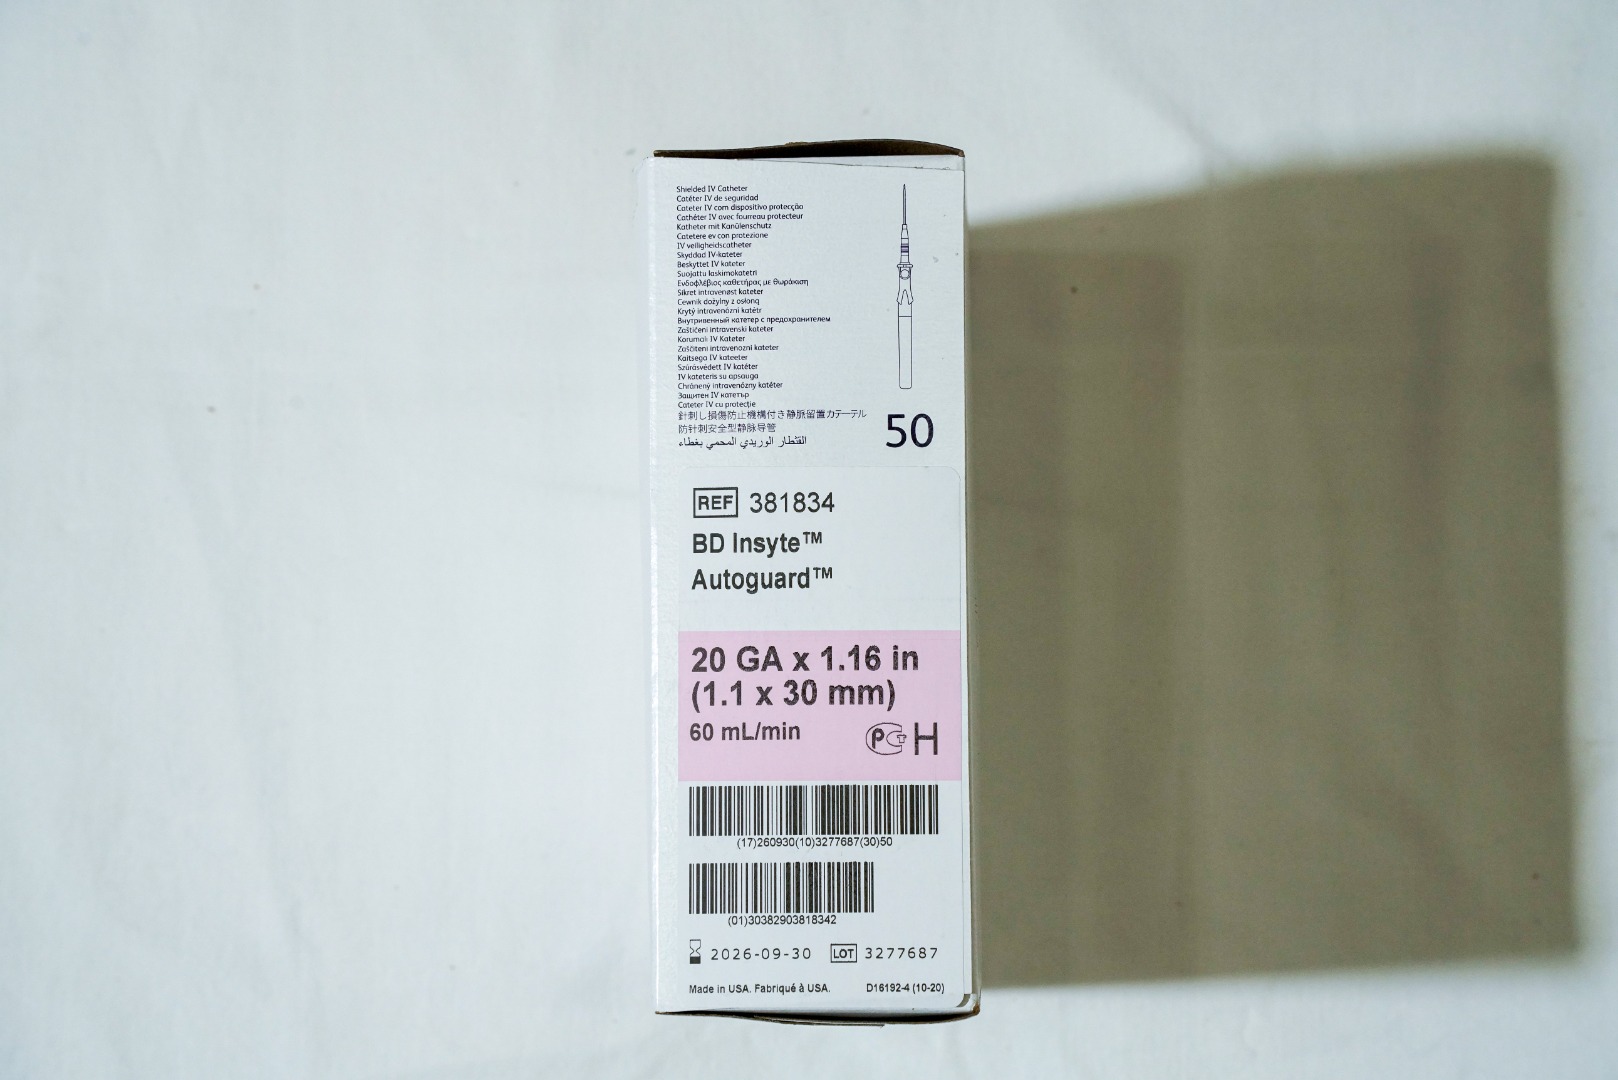 Shielded IV Catheter
Catéter IV de seguridad
Cateter IV com dispositivo protecção
Cathéter IV avec fourreau protecteur
Katheter mit Kanülenschutz
Catetere ev con protezione
IV veiligheidscatheter
Skyddad IV-kateter
Beskyttet IV kateter
Suojattu laskimokatetri
Ενδοφλέβιος καθετήρας με θωράκιση
Sikret intravenøst kateter
Cewnik dożylny z osłoną
Krytý intravenózní katétr
Внутривенный катетер с предохранителем
Zaštićeni intravenski kateter
Korumalı IV Kateter
Zaščiteni intravenozni kateter
Kaitsega IV kateeter
Szúrásvédett IV katéter
IV kateteris su apsauga
Chránený intravenózny katéter
Защитен IV катетър
Cateter IV cu protecţie
針刺し損傷防止機構付き静脈留置カテーテル
防针刺安全型静脉导管
القثطار الوريدي المحمي بغطاء
50
REF 381834
BD Insyte™
Autoguard™
20 GA x 1.16 in
(1.1 x 30 mm)
60 mL/min
PCT H
(17)260930(10)3277687(30)50
(01)30382903818342
2026-09-30 LOT 3277687
Made in USA. Fabriqué à USA. D16192-4 (10-20)